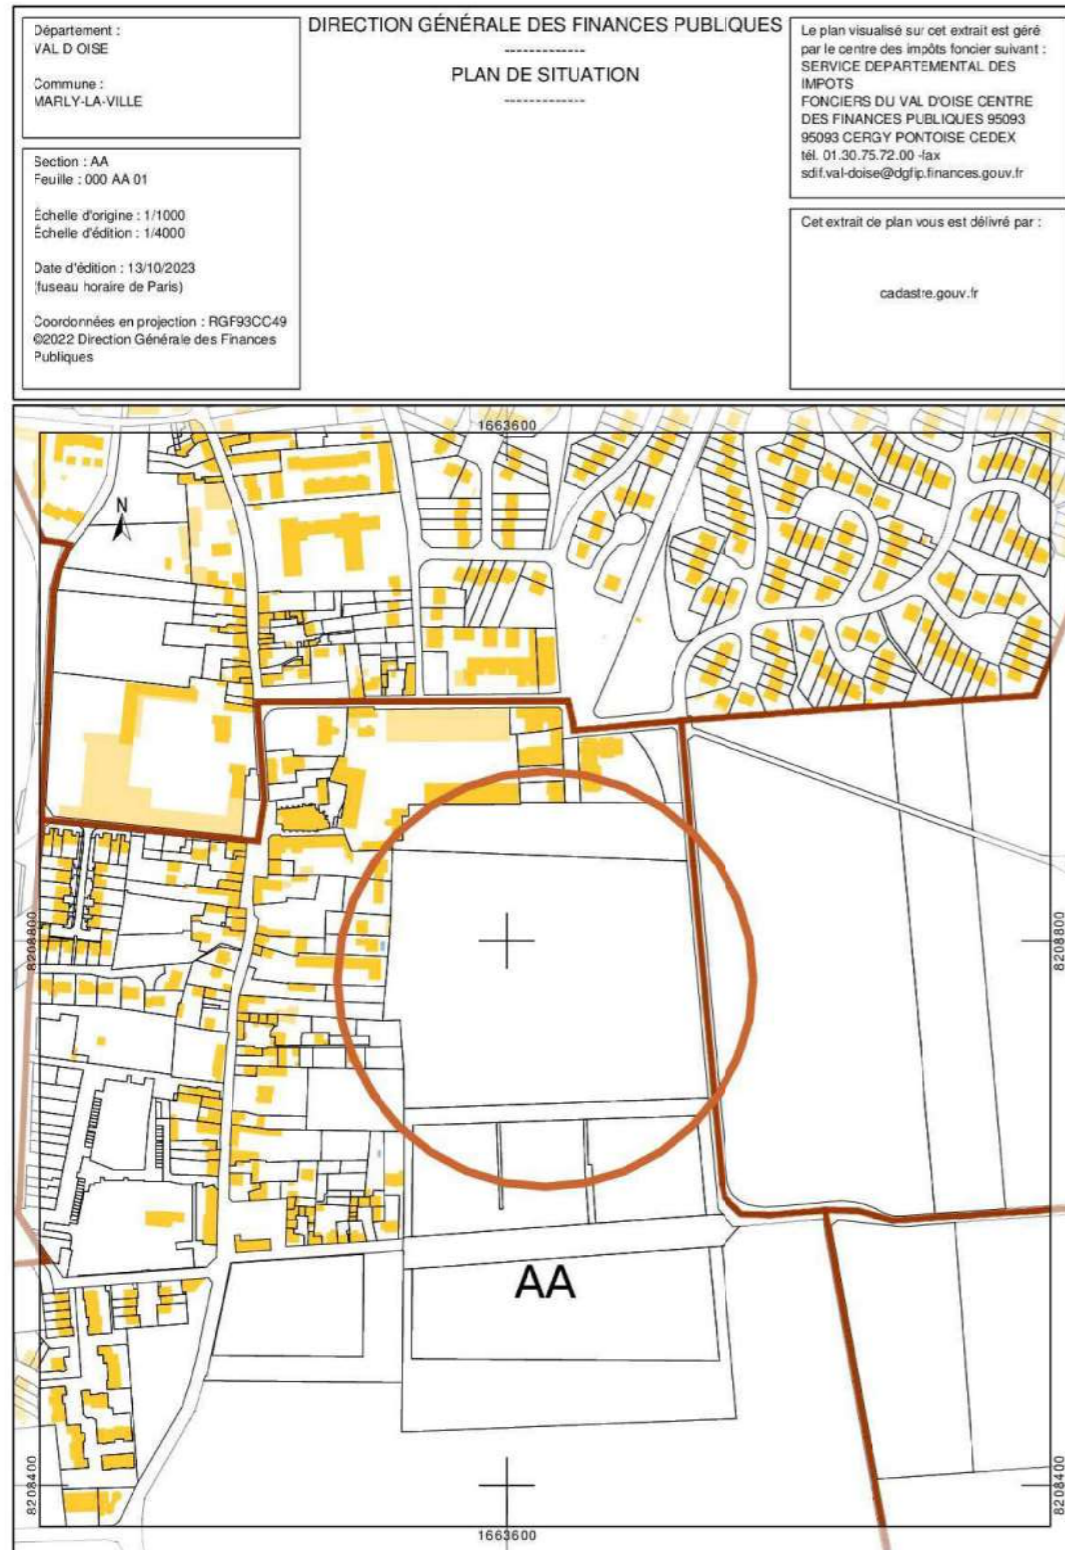 Département :
VAL D OISE
Commune :
MARLY-LA-VILLE
Section : AA
Feuille : 000 AA 01
Échelle d'origine : 1/1000
Échelle d'édition : 1/4000
Date d'édition : 13/10/2023
(fuseau horaire de Paris)
Coordonnées en projection : RGF93CC49
©2022 Direction Générale des Finances
Publiques
DIRECTION GÉNÉRALE DES FINANCES PUBLIQUES
-------------
PLAN DE SITUATION
-------------
Le plan visualisé sur cet extrait est géré
par le centre des impôts foncier suivant :
SERVICE DEPARTEMENTAL DES
IMPOTS
FONCIERS DU VAL D'OISE CENTRE
DES FINANCES PUBLIQUES 95093
95093 CERGY PONTOISE CEDEX
tél. 01.30.75.72.00 -fax
sdif.val-doise@dgfip.finances.gouv.fr
Cet extrait de plan vous est délivré par :
cadastre.gouv.fr
1663600
N
8208800
8208800
AA
8208400
8208400
1663600